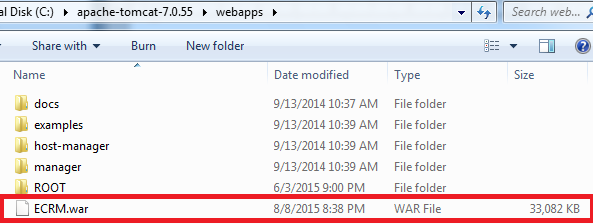 al Disk (C:) ▸ apache-tomcat-7.0.55 ▸ webapps Search web...
Share with Burn New folder
Name Date modified Type Size
docs 9/13/2014 10:37 AM File folder
examples 9/13/2014 10:39 AM File folder
host-manager 9/13/2014 10:39 AM File folder
manager 9/13/2014 10:39 AM File folder
ROOT 6/3/2015 9:00 PM File folder
ECRM.war 8/8/2015 8:38 PM WAR File 33,082 KB